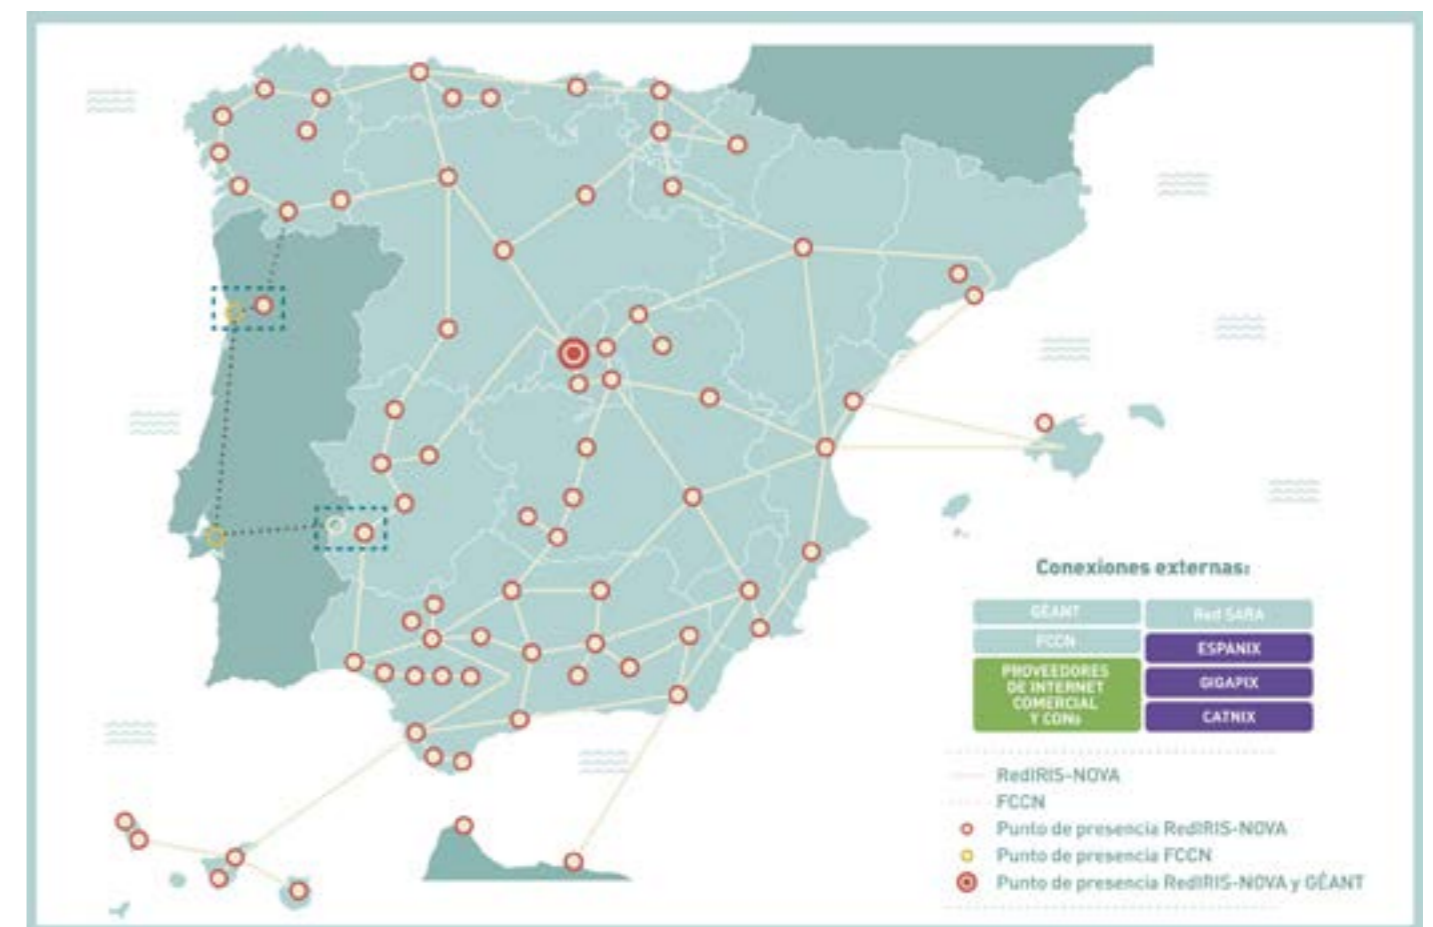 Conexiones externas:
GÉANT
Red SARA
FCCN
ESPANIX
PROVEEDORES
DE INTERNET
COMERCIAL
Y CDNs
GIGAPIX
CATNIX
RedIRIS-NOVA
FCCN
Punto de presencia RedIRIS-NOVA
Punto de presencia FCCN
Punto de presencia RedIRIS-NOVA y GÉANT